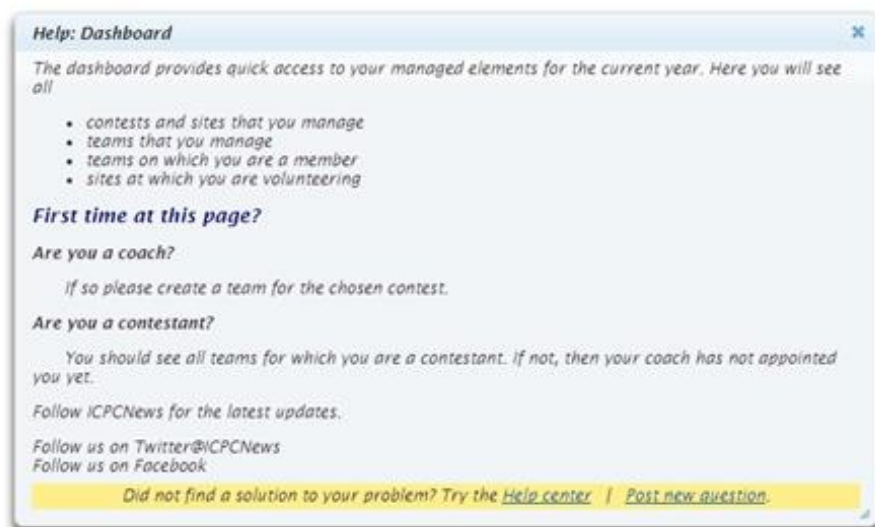 Help: Dashboard
The dashboard provides quick access to your managed elements for the current year. Here you will see
all
• contests and sites that you manage
• teams that you manage
• teams on which you are a member
• sites at which you are volunteering
First time at this page?
Are you a coach?
If so please create a team for the chosen contest.
Are you a contestant?
You should see all teams for which you are a contestant. If not, then your coach has not appointed
you yet.
Follow ICPCNews for the latest updates.
Follow us on Twitter@ICPCNews
Follow us on Facebook
Did not find a solution to your problem? Try the Help center | Post new question.